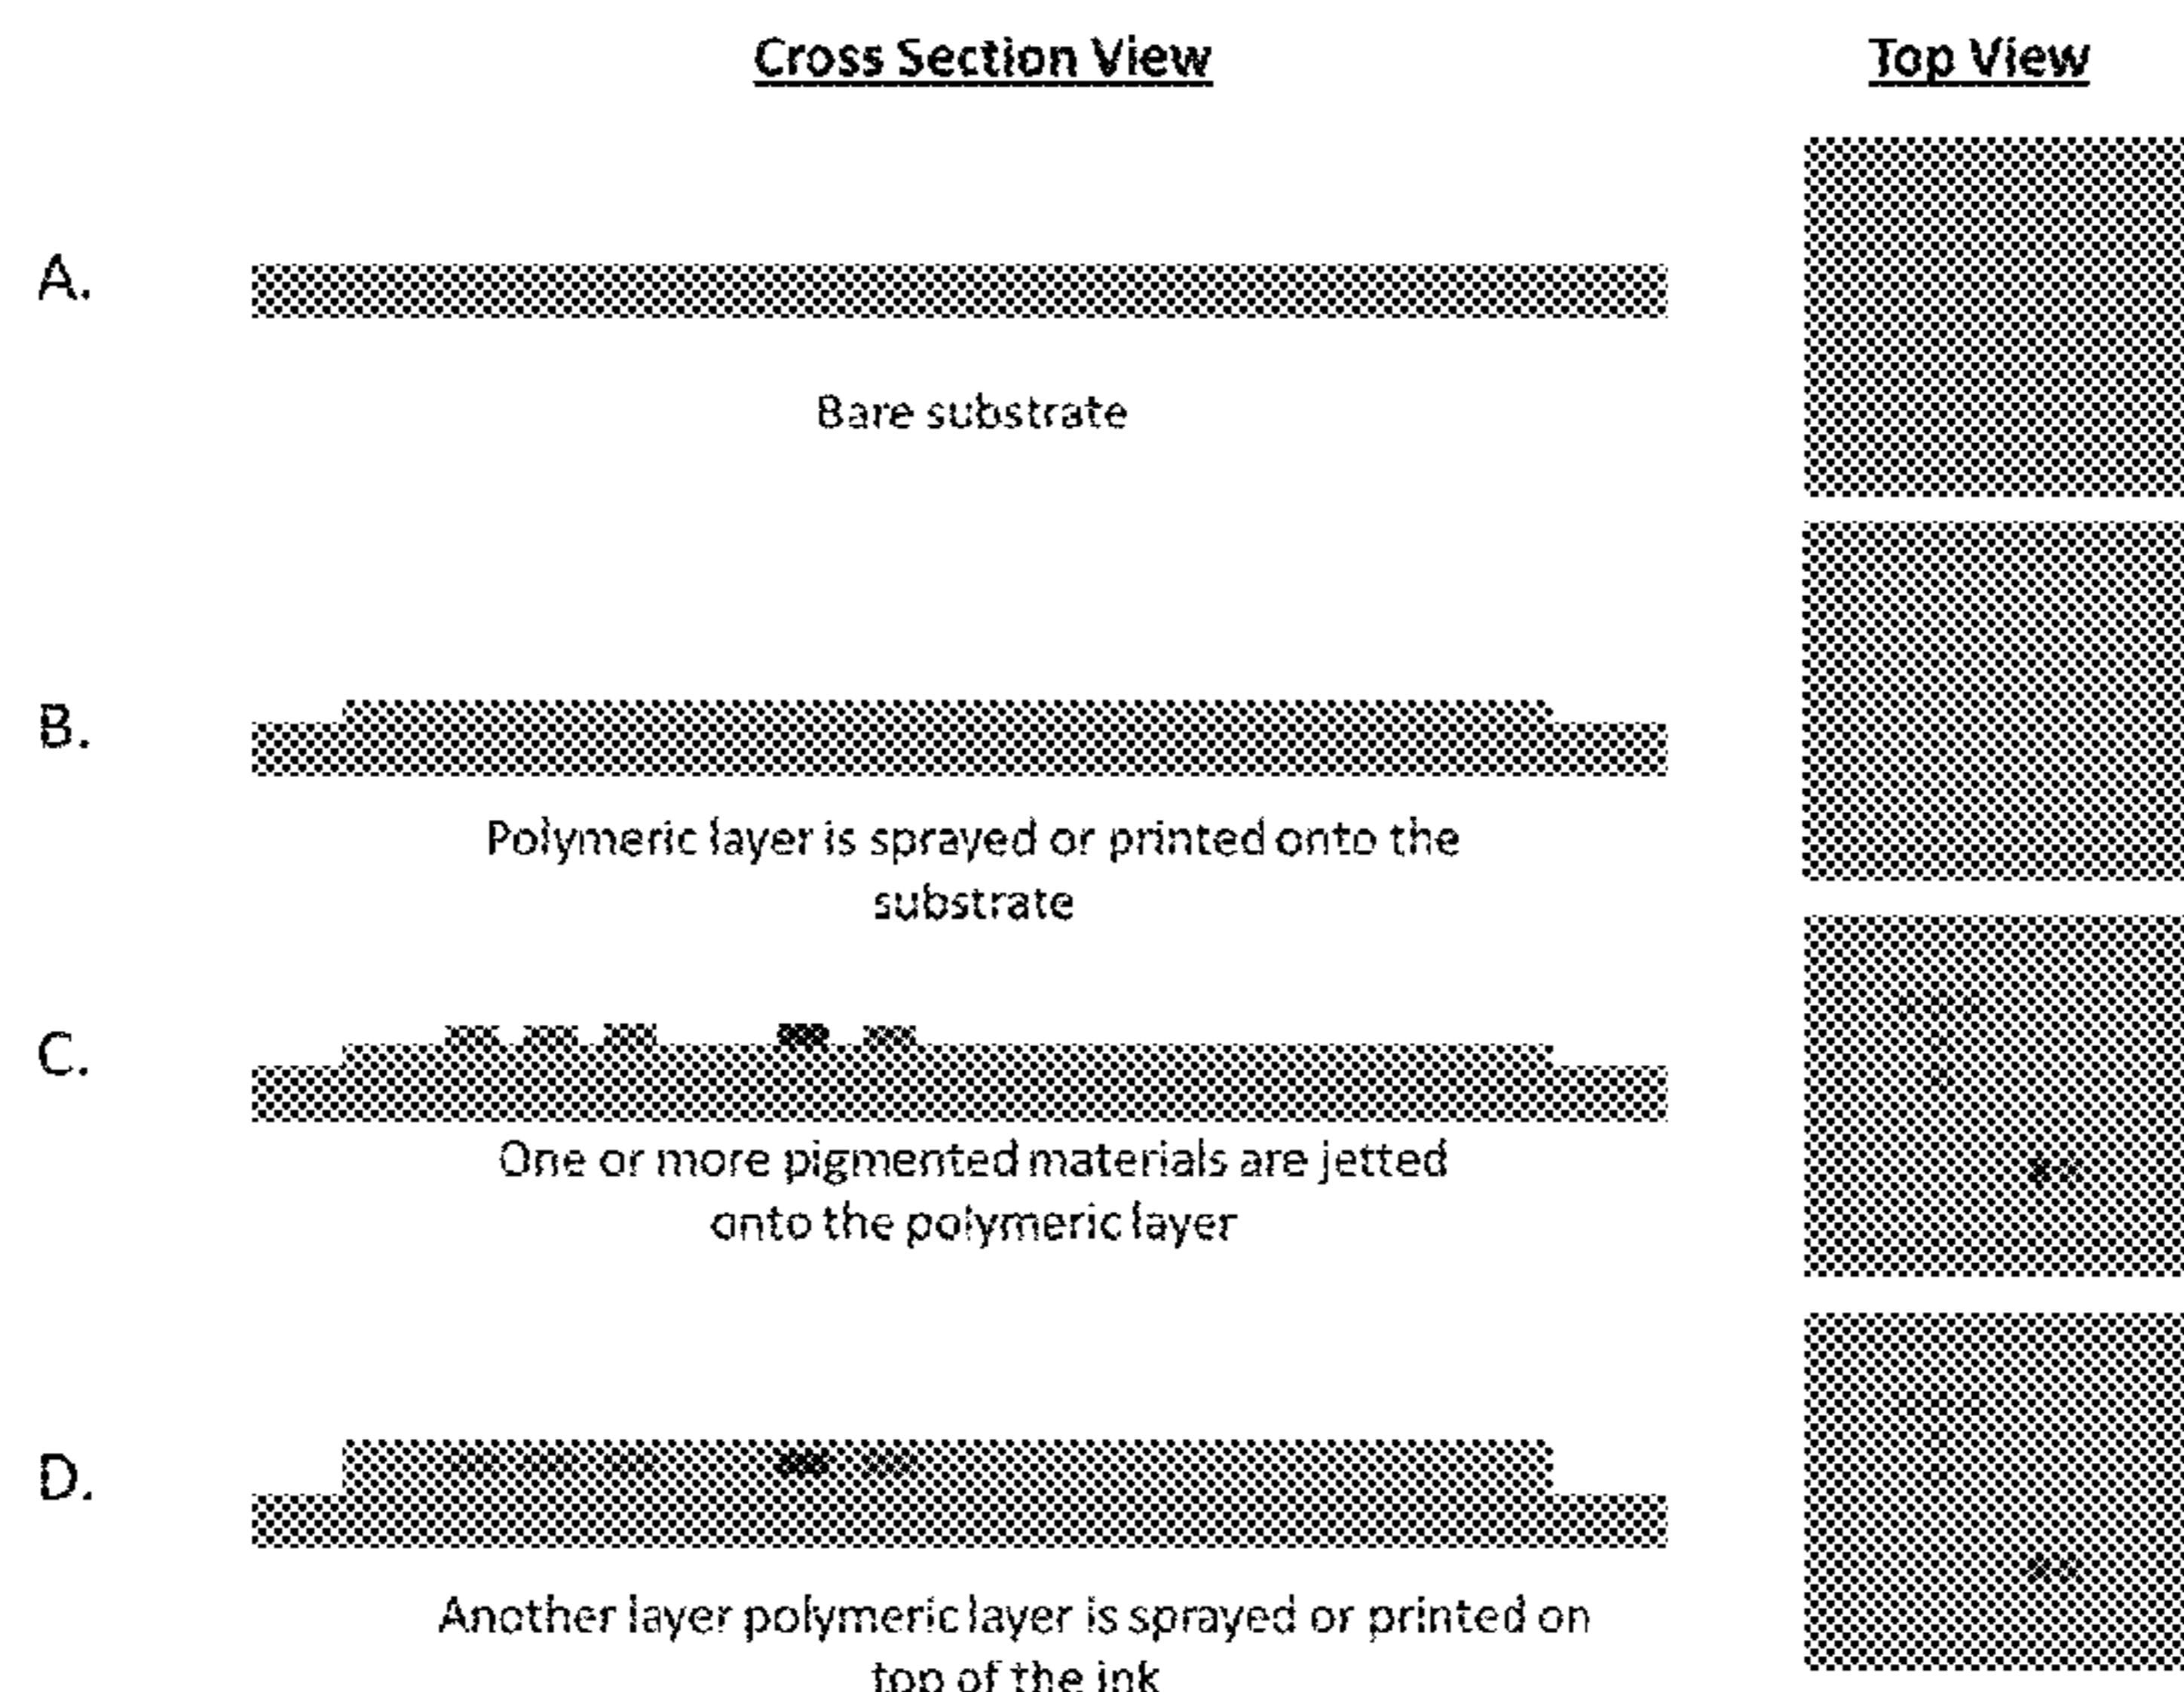 Cross Section View
Top View
A.
Bare substrate
B.
Polymeric layer is sprayed or printed onto the
substrate
C.
One or more pigmented materials are jetted
onto the polymeric layer
D.
Another layer polymeric layer is sprayed or printed on
top of the ink